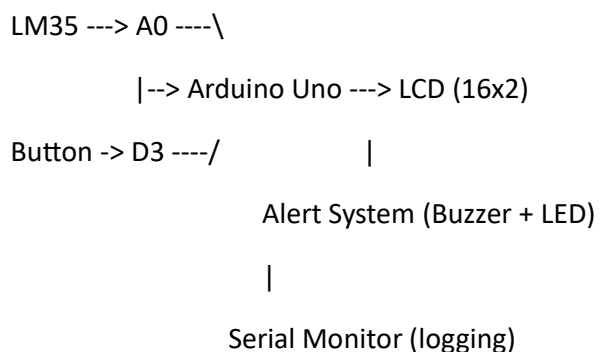 LM35 ---> A0 ----\
|--> Arduino Uno ---> LCD (16x2)
Button -> D3 ----/ |
Alert System (Buzzer + LED)
|
Serial Monitor (logging)